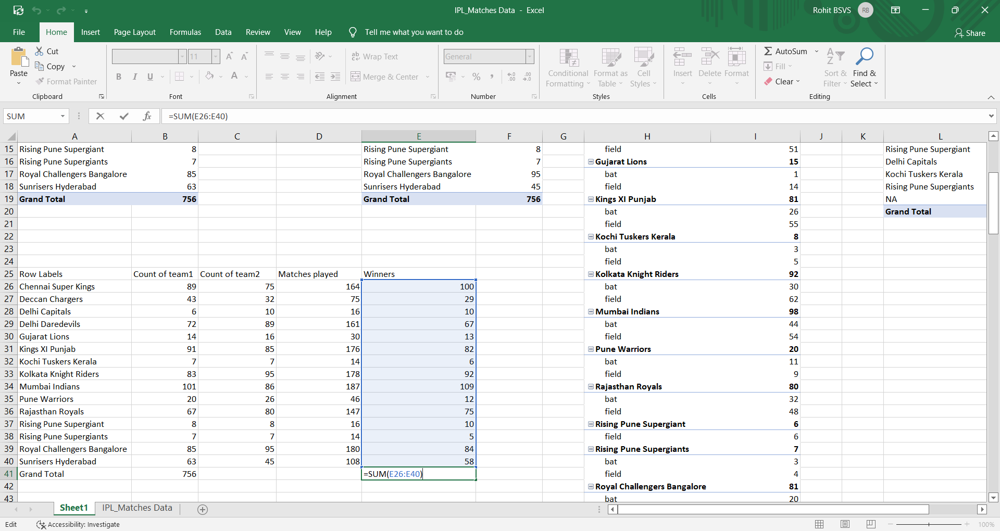 IPL_Matches Data - Excel
Rohit BSVS RB
File Home Insert Page Layout Formulas Data Review View Help Tell me what you want to do Share
Cut
Copy
Paste
Format Painter
Clipboard
11 A A
B I U A
Font
ab Wrap Text
Merge & Center
Alignment
General
% , .00 .00
Number
Conditional Formatting
Format as Table
Cell Styles
Styles
Insert Delete Format
Cells
AutoSum
Fill
Clear
Sort & Filter
Find & Select
Editing
SUM fx =SUM(E26:E40)
A B C D E F G H I J K L
15 Rising Pune Supergiant 8 Rising Pune Supergiant 8 field 51 Rising Pune Supergiant
16 Rising Pune Supergiants 7 Rising Pune Supergiants 7 Gujarat Lions 15 Delhi Capitals
17 Royal Challengers Bangalore 85 Royal Challengers Bangalore 95 bat 1 Kochi Tuskers Kerala
18 Sunrisers Hyderabad 63 Sunrisers Hyderabad 45 field 14 Rising Pune Supergiants
19 Grand Total 756 Grand Total 756 Kings XI Punjab 81 NA
20 bat 26 Grand Total
21 field 55
22 Kochi Tuskers Kerala 8
23 bat 3
24 field 5
25 Row Labels Count of team1 Count of team2 Matches played Winners Kolkata Knight Riders 92
26 Chennai Super Kings 89 75 164 100 bat 30
27 Deccan Chargers 43 32 75 29 field 62
28 Delhi Capitals 6 10 16 10 Mumbai Indians 98
29 Delhi Daredevils 72 89 161 67 bat 44
30 Gujarat Lions 14 16 30 13 field 54
31 Kings XI Punjab 91 85 176 82 Pune Warriors 20
32 Kochi Tuskers Kerala 7 7 14 6 bat 11
33 Kolkata Knight Riders 83 95 178 92 field 9
34 Mumbai Indians 101 86 187 109 Rajasthan Royals 80
35 Pune Warriors 20 26 46 12 bat 32
36 Rajasthan Royals 67 80 147 75 field 48
37 Rising Pune Supergiant 8 8 16 10 Rising Pune Supergiant 6
38 Rising Pune Supergiants 7 7 14 5 field 6
39 Royal Challengers Bangalore 85 95 180 84 Rising Pune Supergiants 7
40 Sunrisers Hyderabad 63 45 108 58 bat 3
41 Grand Total 756 =SUM(E26:E40) field 4
42 Royal Challengers Bangalore 81
43 bat 20
Sheet1 IPL_Matches Data
Edit Accessibility: Investigate 100%